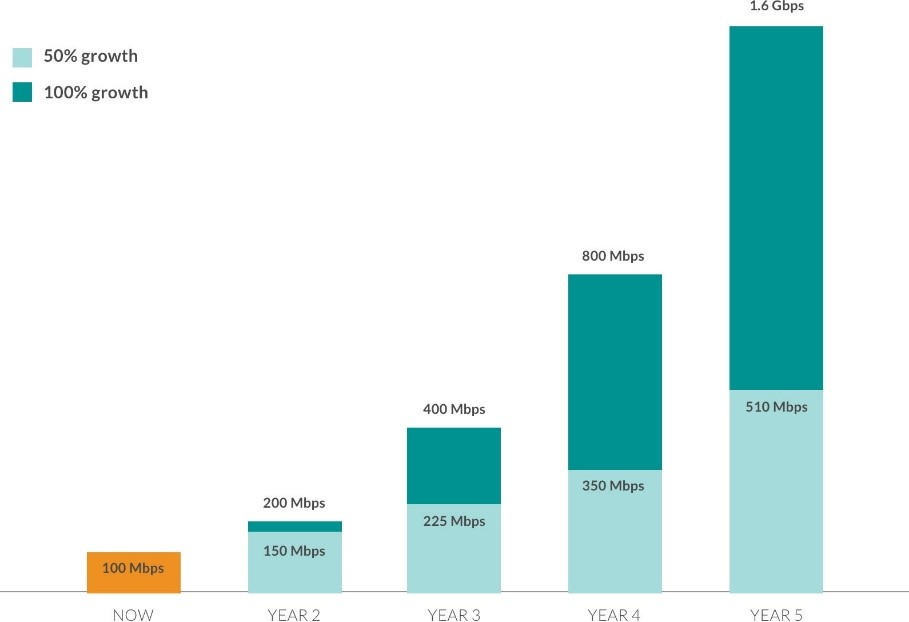 1.6 Gbps
50% growth
100% growth
800 Mbps
400 Mbps
510 Mbps
350 Mbps
200 Mbps
225 Mbps
150 Mbps
100 Mbps
NOW
YEAR 2
YEAR 3
YEAR 4
YEAR 5